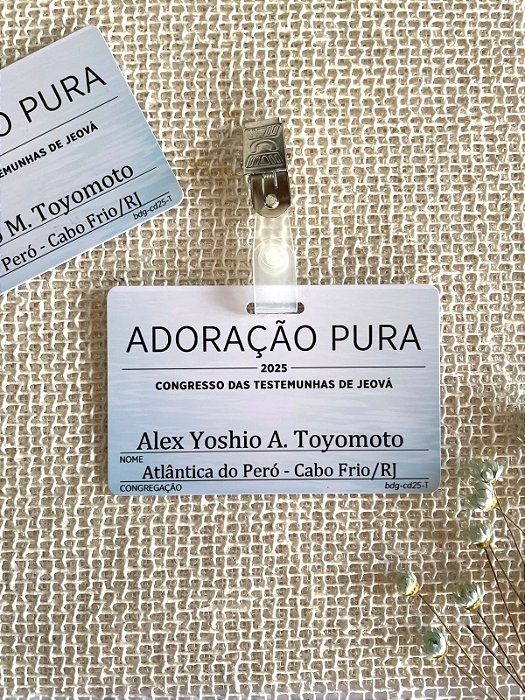 O PURA
EMUNHAS DE JEOVÁ
M. Toyomoto
Peró - Cabo Frio/RJ
bdg-cd25-T
ADORAÇÃO PURA
2025
CONGRESSO DAS TESTEMUNHAS DE JEOVÁ
Alex Yoshio A. Toyomoto
NOME
Atlântica do Peró - Cabo Frio/RJ
CONGREGAÇÃO
bdg-cd25-T